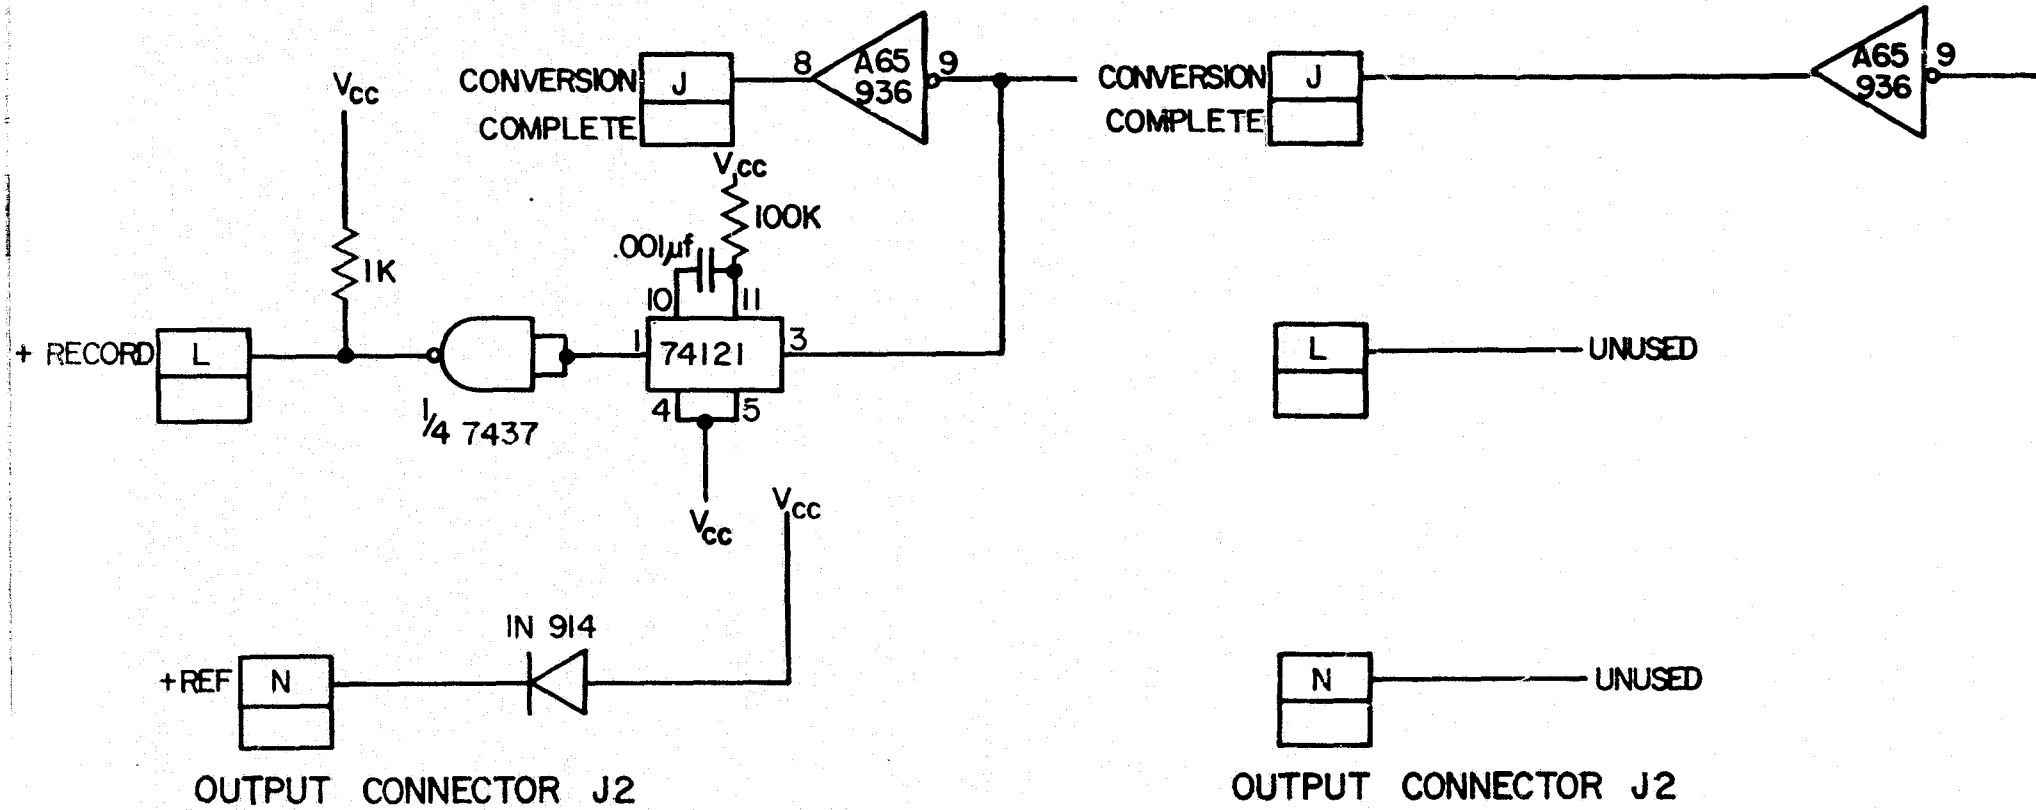 VCC
CONVERSION
COMPLETE
J
8
A65
936
9
VCC
100K
.001µf
1K
10
11
+ RECORD
L
1
74121
3
4
5
1/4 7437
VCC
VCC
IN 914
+REF
N
OUTPUT CONNECTOR J2
CONVERSION
COMPLETE
J
A65
936
9
L
UNUSED
N
UNUSED
OUTPUT CONNECTOR J2